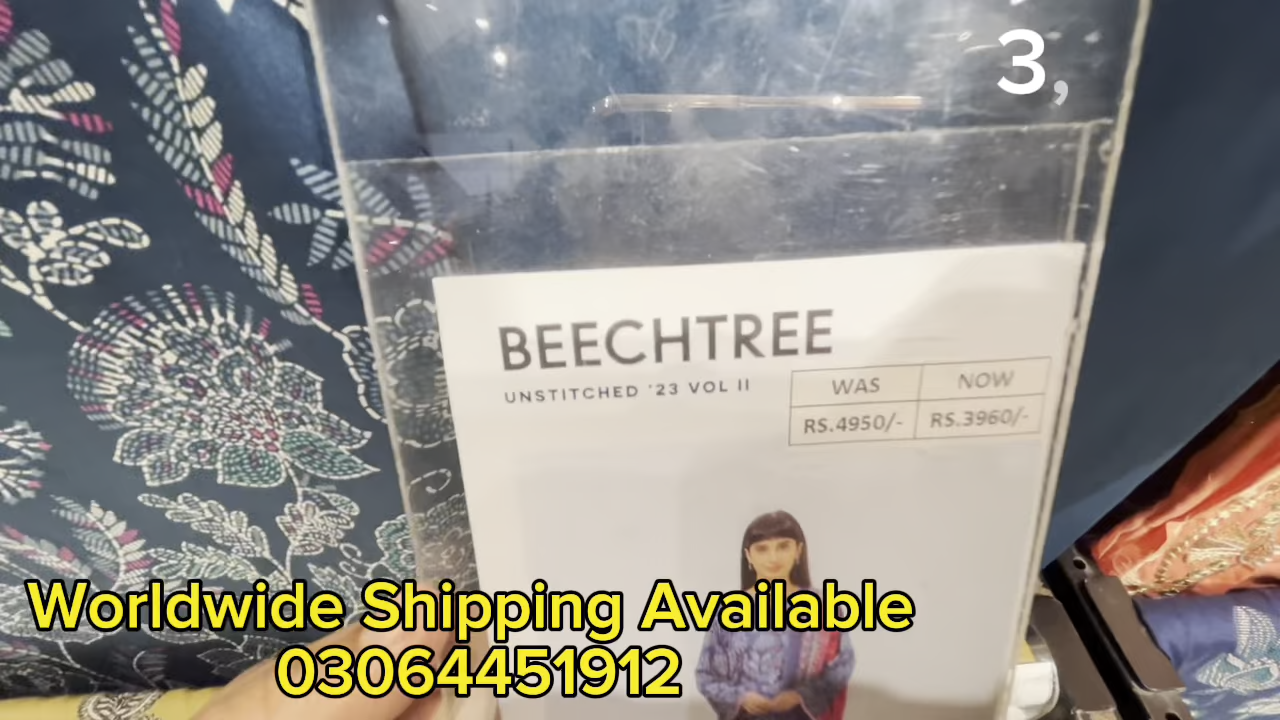 3,
BEECHTREE
UNSTITCHED '23 VOL II
WAS NOW
RS.4950/- RS.3960/-
Worldwide Shipping Available
03064451912